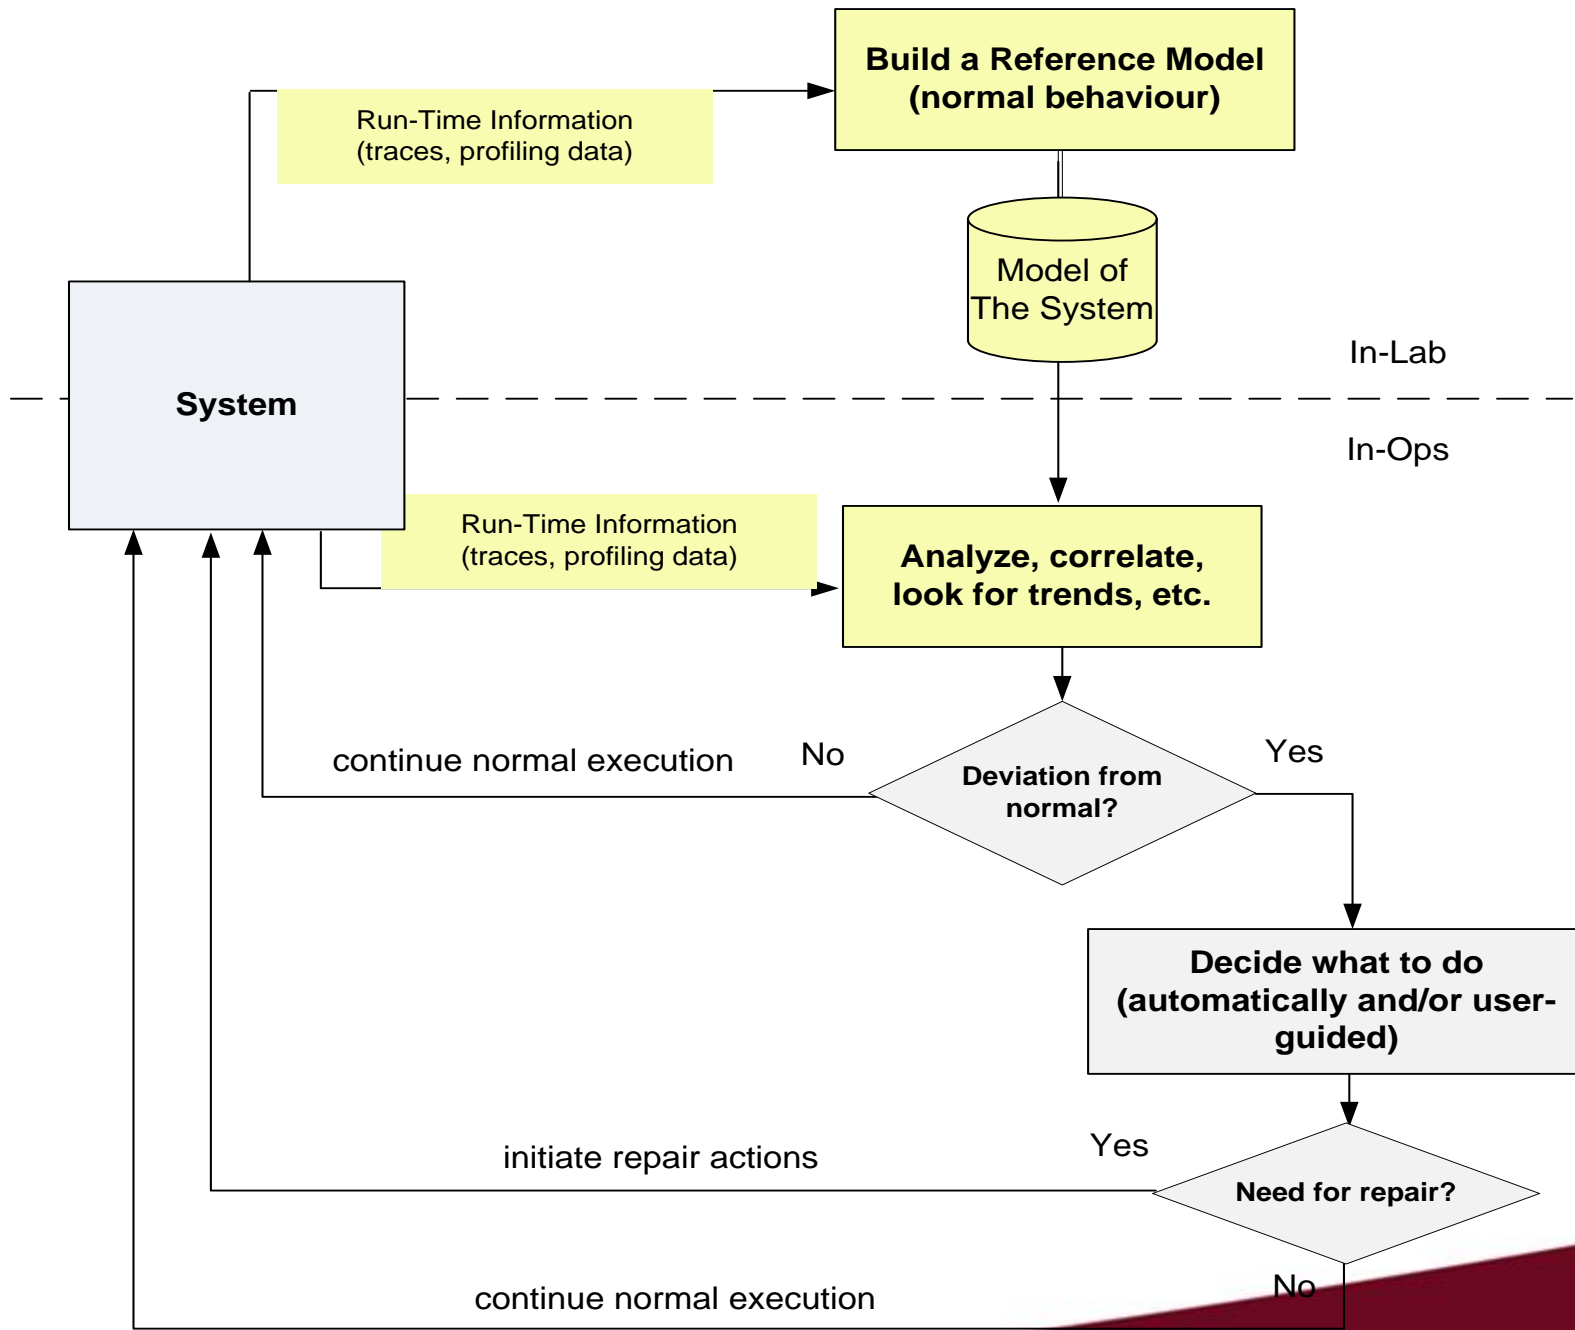 Build a Reference Model
(normal behaviour)
Run-Time Information
(traces, profiling data)
Model of
The System
In-Lab
System
In-Ops
Run-Time Information
(traces, profiling data)
Analyze, correlate,
look for trends, etc.
continue normal execution
No
Yes
Deviation from
normal?
Decide what to do
(automatically and/or user-
guided)
Yes
initiate repair actions
Need for repair?
No
continue normal execution